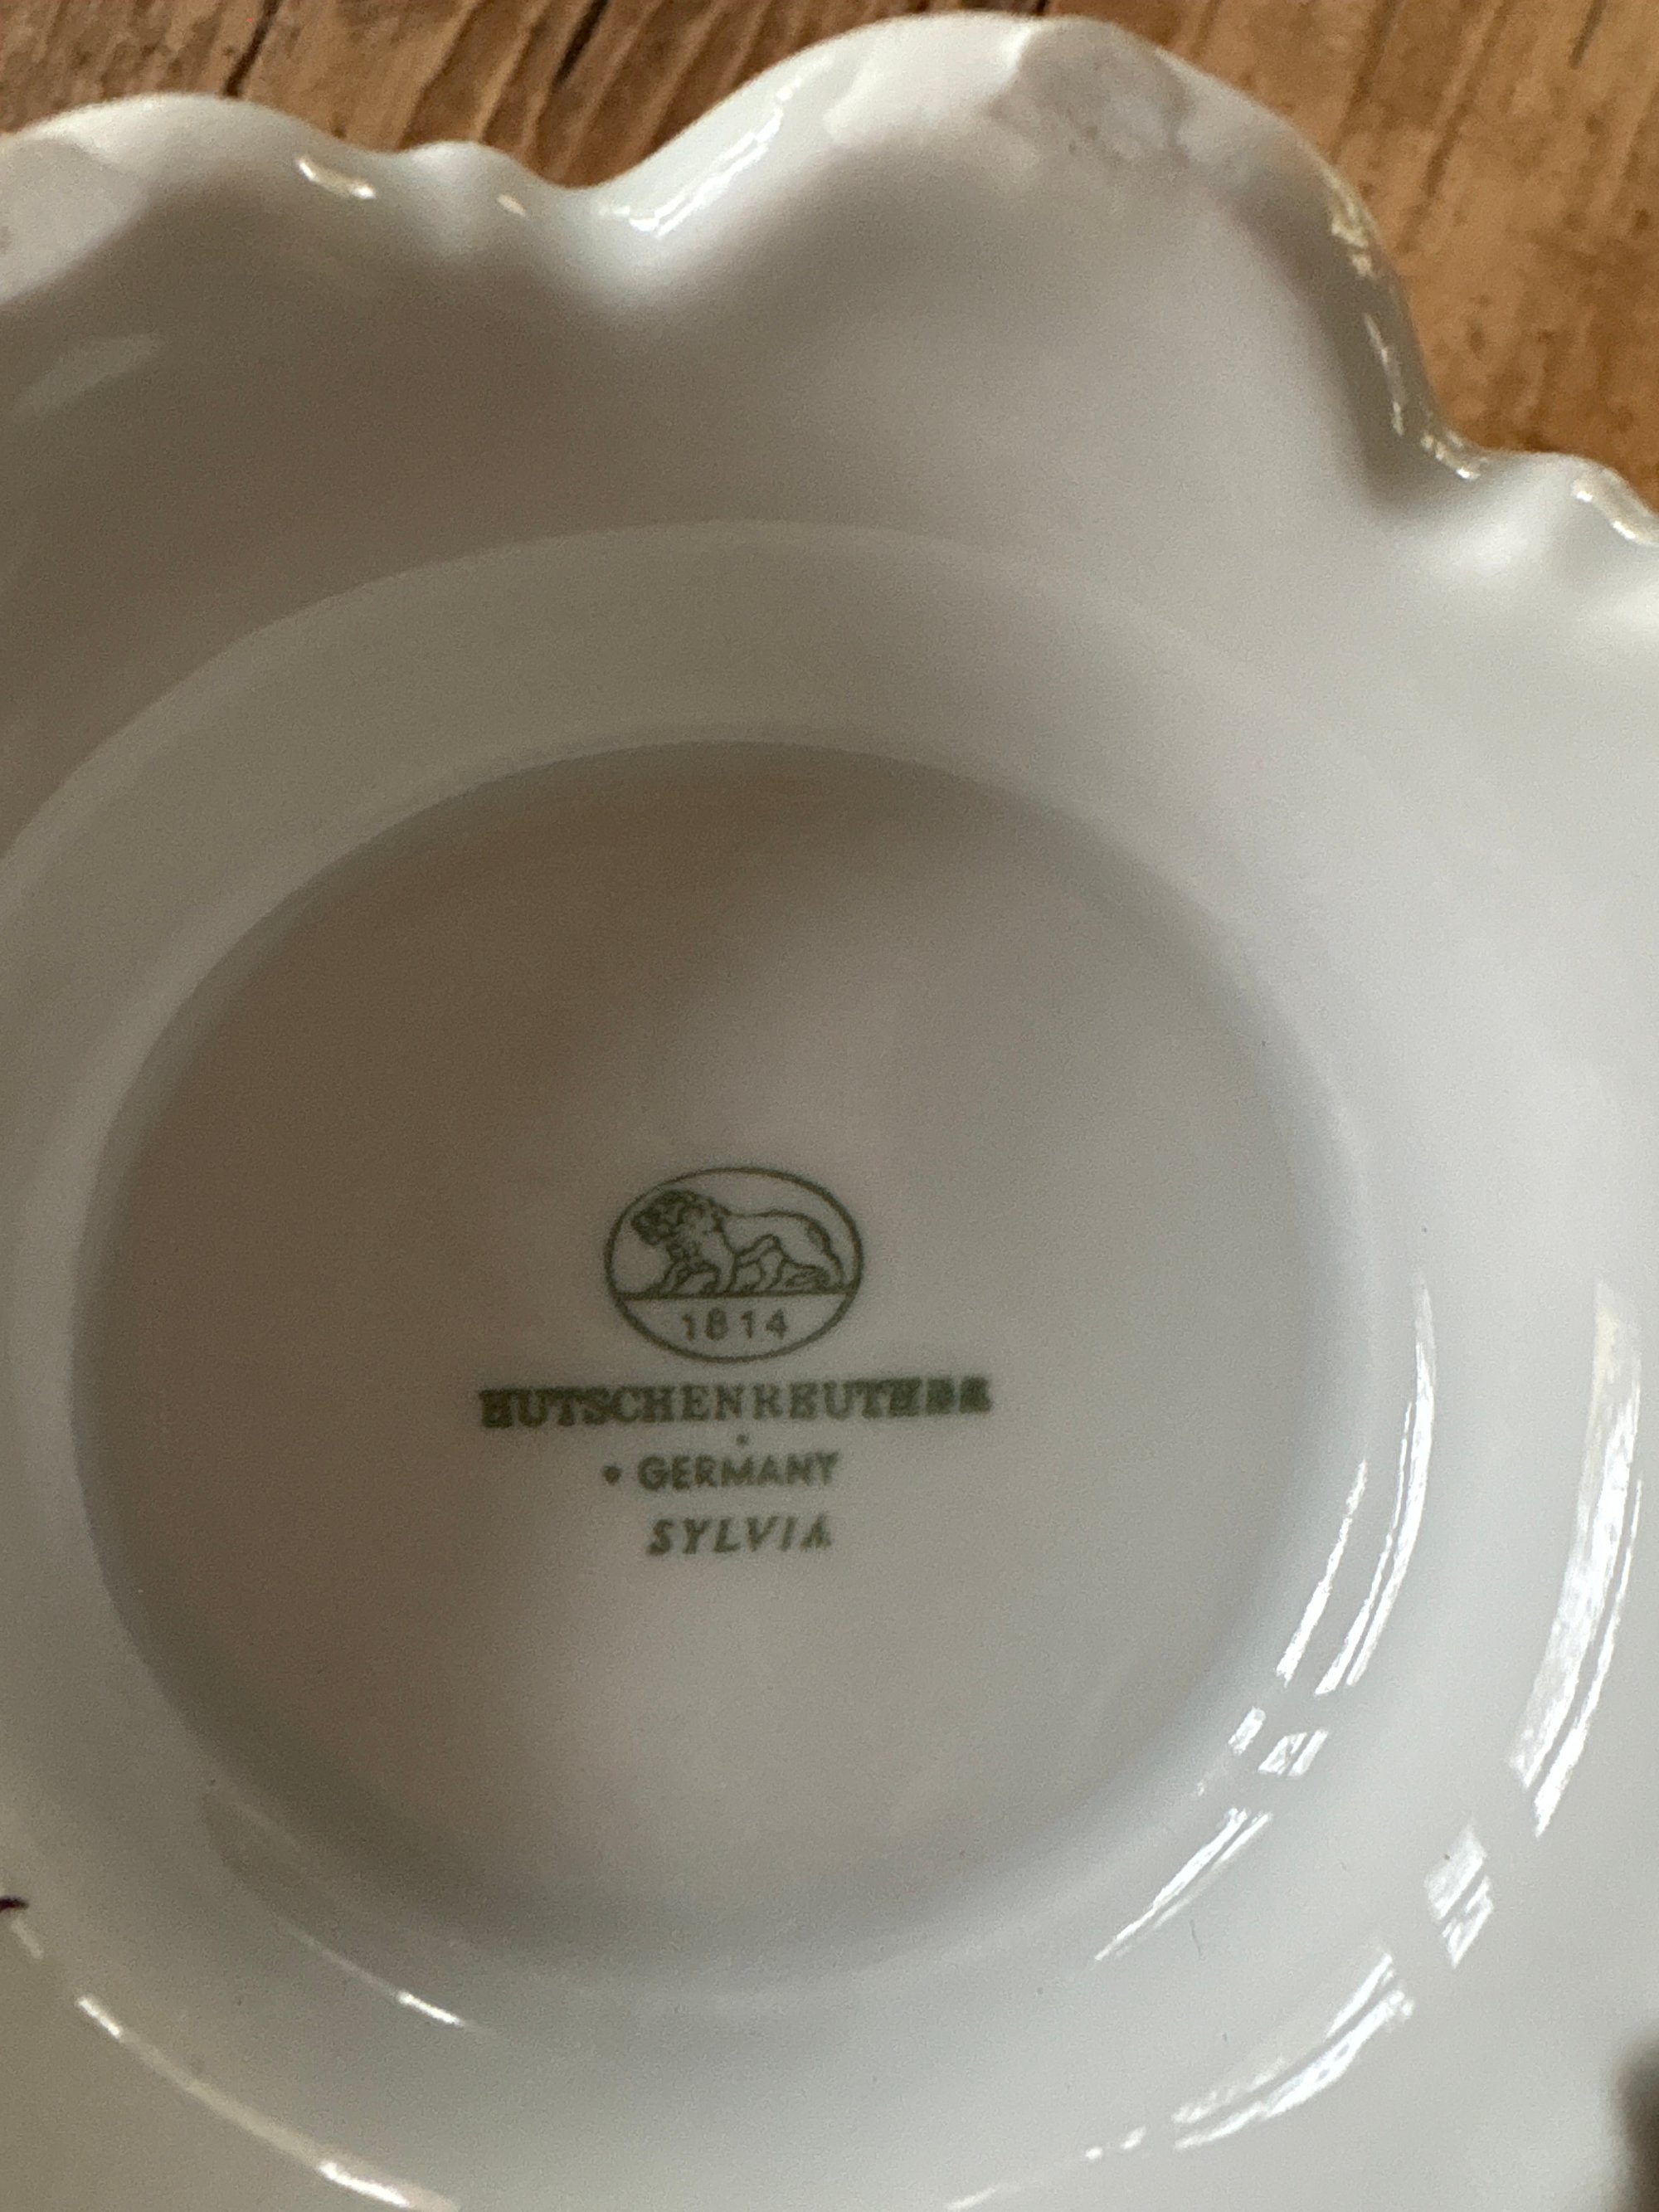 1814
HUTSCHENREUTHER
GERMANY
SYLVIA